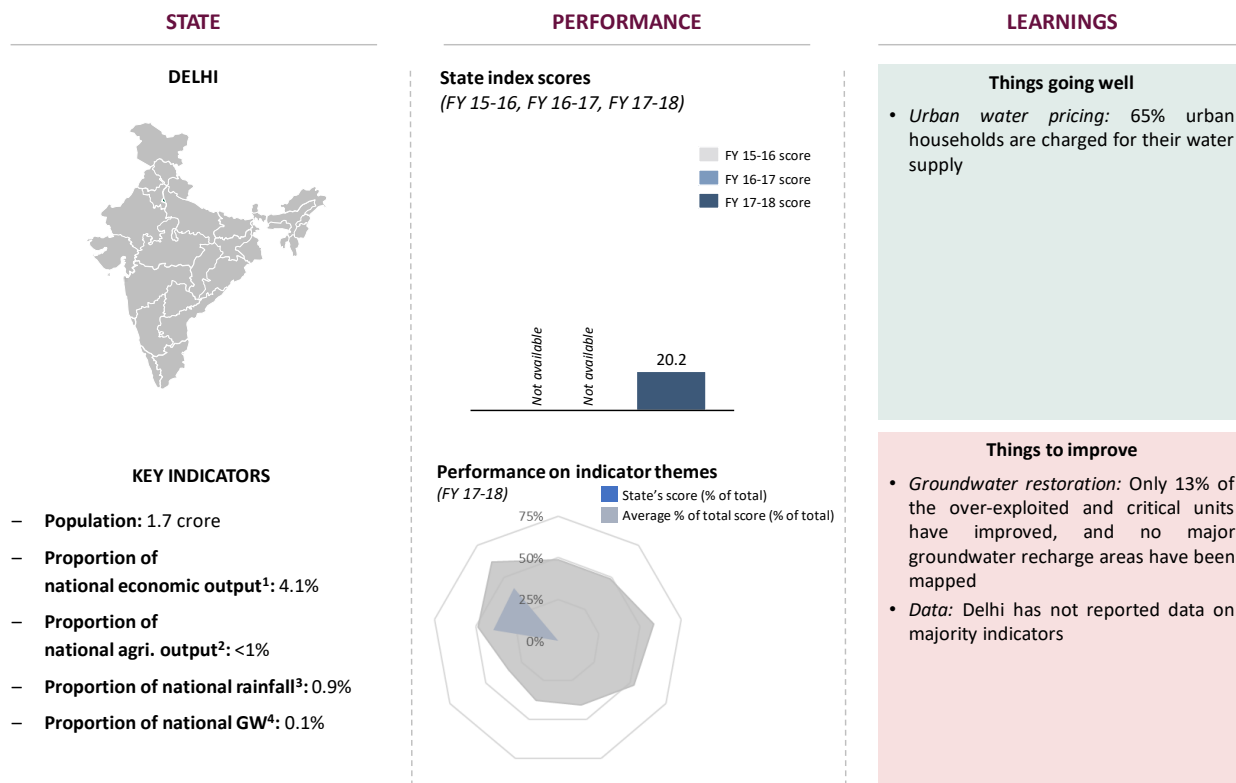 STATE
DELHI
KEY INDICATORS
– Population: 1.7 crore
– Proportion of
national economic output¹: 4.1%
– Proportion of
national agri. output²: <1%
– Proportion of national rainfall³: 0.9%
– Proportion of national GW⁴: 0.1%
PERFORMANCE
State index scores
(FY 15-16, FY 16-17, FY 17-18)
FY 15-16 score
FY 16-17 score
FY 17-18 score
Not available
Not available
20.2
Performance on indicator themes
(FY 17-18)
State's score (% of total)
Average % of total score (% of total)
75%
50%
25%
0%
LEARNINGS
Things going well
• Urban water pricing: 65% urban
households are charged for their water
supply
Things to improve
• Groundwater restoration: Only 13% of
the over-exploited and critical units
have improved, and no major
groundwater recharge areas have been
mapped
• Data: Delhi has not reported data on
majority indicators